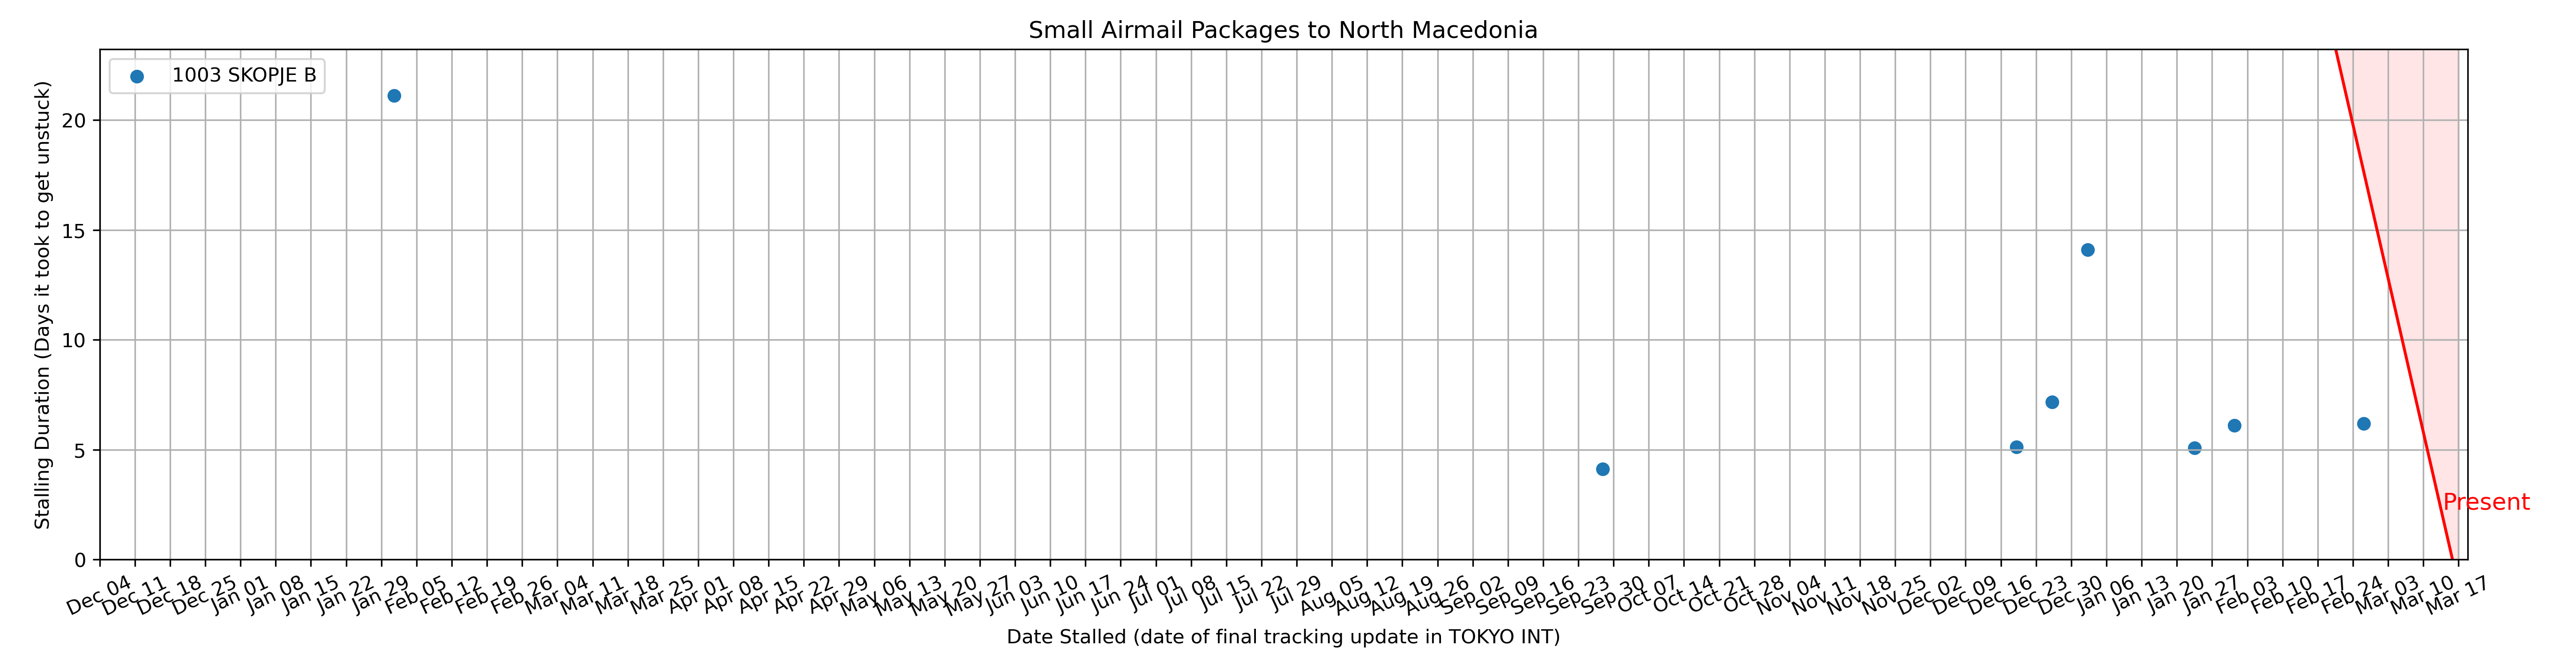 Small Airmail Packages to North Macedonia
1003 SKOPJE B
Stalling Duration (Days it took to get unstuck)
20
15
10
5
0
Present
Dec 04
Dec 11
Dec 18
Dec 25
Jan 01
Jan 08
Jan 15
Jan 22
Jan 29
Feb 05
Feb 12
Feb 19
Feb 26
Mar 04
Mar 11
Mar 18
Mar 25
Apr 01
Apr 08
Apr 15
Apr 22
Apr 29
May 06
May 13
May 20
May 27
Jun 03
Jun 10
Jun 17
Jun 24
Jul 01
Jul 08
Jul 15
Jul 22
Jul 29
Aug 05
Aug 12
Aug 19
Aug 26
Sep 02
Sep 09
Sep 16
Sep 23
Sep 30
Oct 07
Oct 14
Oct 21
Oct 28
Nov 04
Nov 11
Nov 18
Nov 25
Dec 02
Dec 09
Dec 16
Dec 23
Dec 30
Jan 06
Jan 13
Jan 20
Jan 27
Feb 03
Feb 10
Feb 17
Feb 24
Mar 03
Mar 10
Mar 17
Date Stalled (date of final tracking update in TOKYO INT)